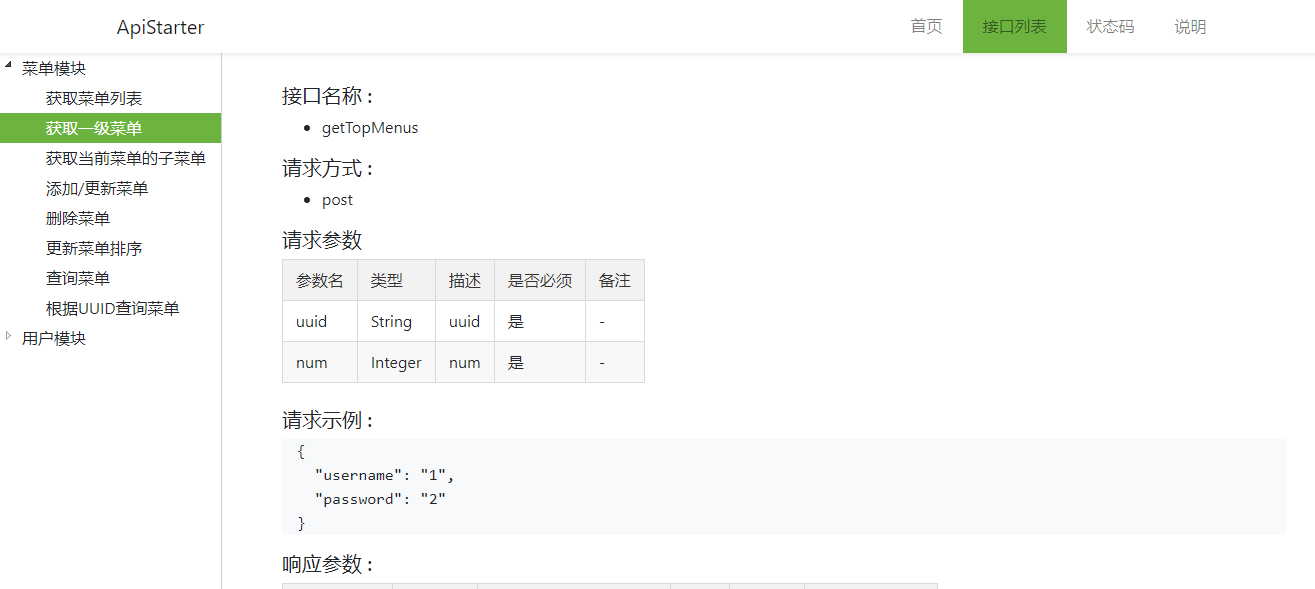 ApiStarter 首页 接口列表 状态码 说明
菜单模块
获取菜单列表
获取一级菜单
获取当前菜单的子菜单
添加/更新菜单
删除菜单
更新菜单排序
查询菜单
根据UUID查询菜单
用户模块
接口名称 :
• getTopMenus
请求方式 :
• post
请求参数
参数名 类型 描述 是否必须 备注
uuid String uuid 是 -
num Integer num 是 -
请求示例 :
{
"username": "1",
"password": "2"
}
响应参数 :